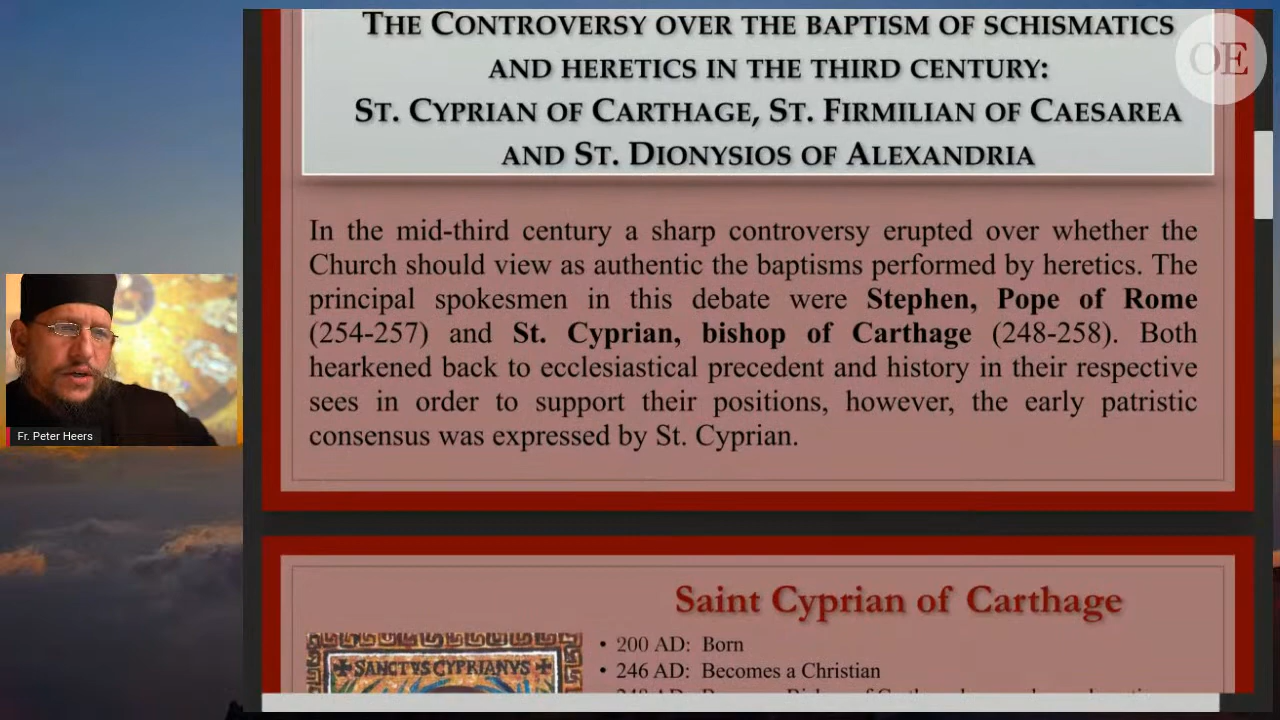 THE CONTROVERSY OVER THE BAPTISM OF SCHISMATICS
AND HERETICS IN THE THIRD CENTURY:
ST. CYPRIAN OF CARTHAGE, ST. FIRMILIAN OF CAESAREA
AND ST. DIONYSIOS OF ALEXANDRIA
OE
In the mid-third century a sharp controversy erupted over whether the
Church should view as authentic the baptisms performed by heretics. The
principal spokesmen in this debate were Stephen, Pope of Rome
(254-257) and St. Cyprian, bishop of Carthage (248-258). Both
hearkened back to ecclesiastical precedent and history in their respective
sees in order to support their positions, however, the early patristic
consensus was expressed by St. Cyprian.
Fr. Peter Heers
Saint Cyprian of Carthage
• 200 AD: Born
• 246 AD: Becomes a Christian
SANCTVS CYPRIANVS